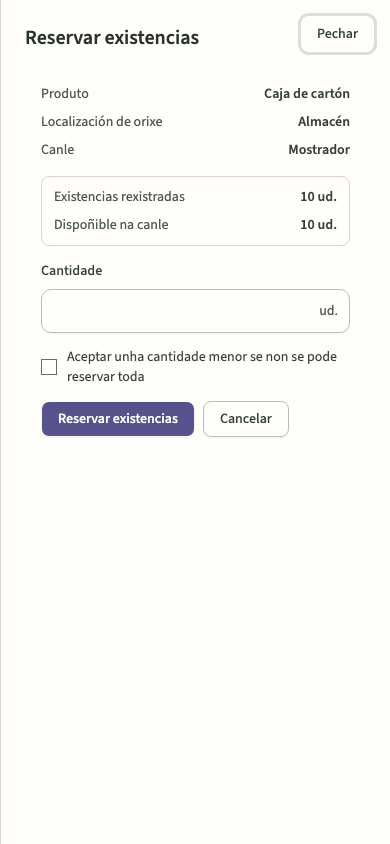 Reservar existencias
Pechar
Produto
Caja de cartón
Localización de orixe
Almacén
Canle
Mostrador
Existencias rexistradas
10 ud.
Dispoñible na canle
10 ud.
Cantidade
ud.
Aceptar unha cantidade menor se non se pode
reservar toda
Reservar existencias
Cancelar